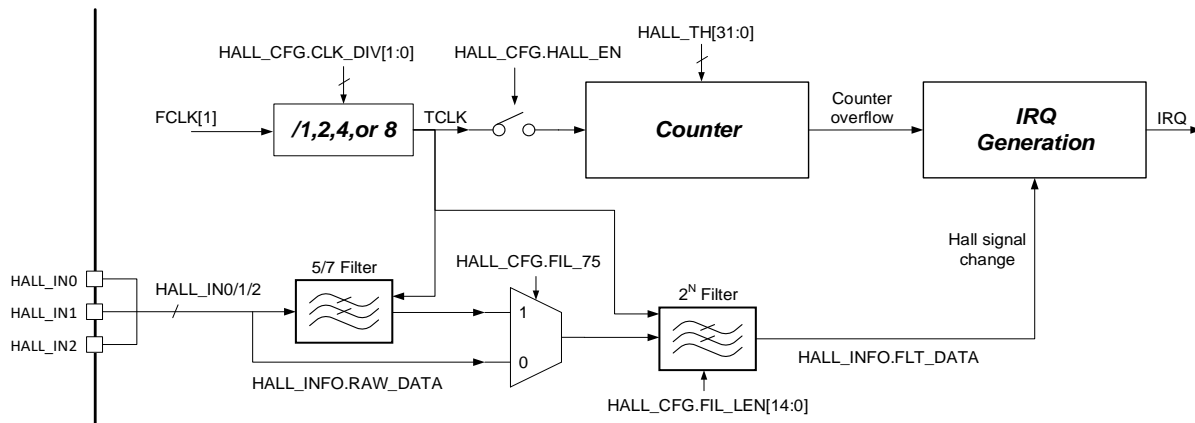 HALL_TH[31:0]
HALL_CFG.CLK_DIV[1:0]
HALL_CFG.HALL_EN
FCLK[1]
/1,2,4,or 8
TCLK
Counter
Counter
overflow
IRQ
Generation
IRQ
Hall signal
change
HALL_IN0
HALL_IN1
HALL_IN2
HALL_IN0/1/2
5/7 Filter
HALL_CFG.FIL_75
1
0
2^N Filter
HALL_INFO.RAW_DATA
HALL_INFO.FLT_DATA
HALL_CFG.FIL_LEN[14:0]